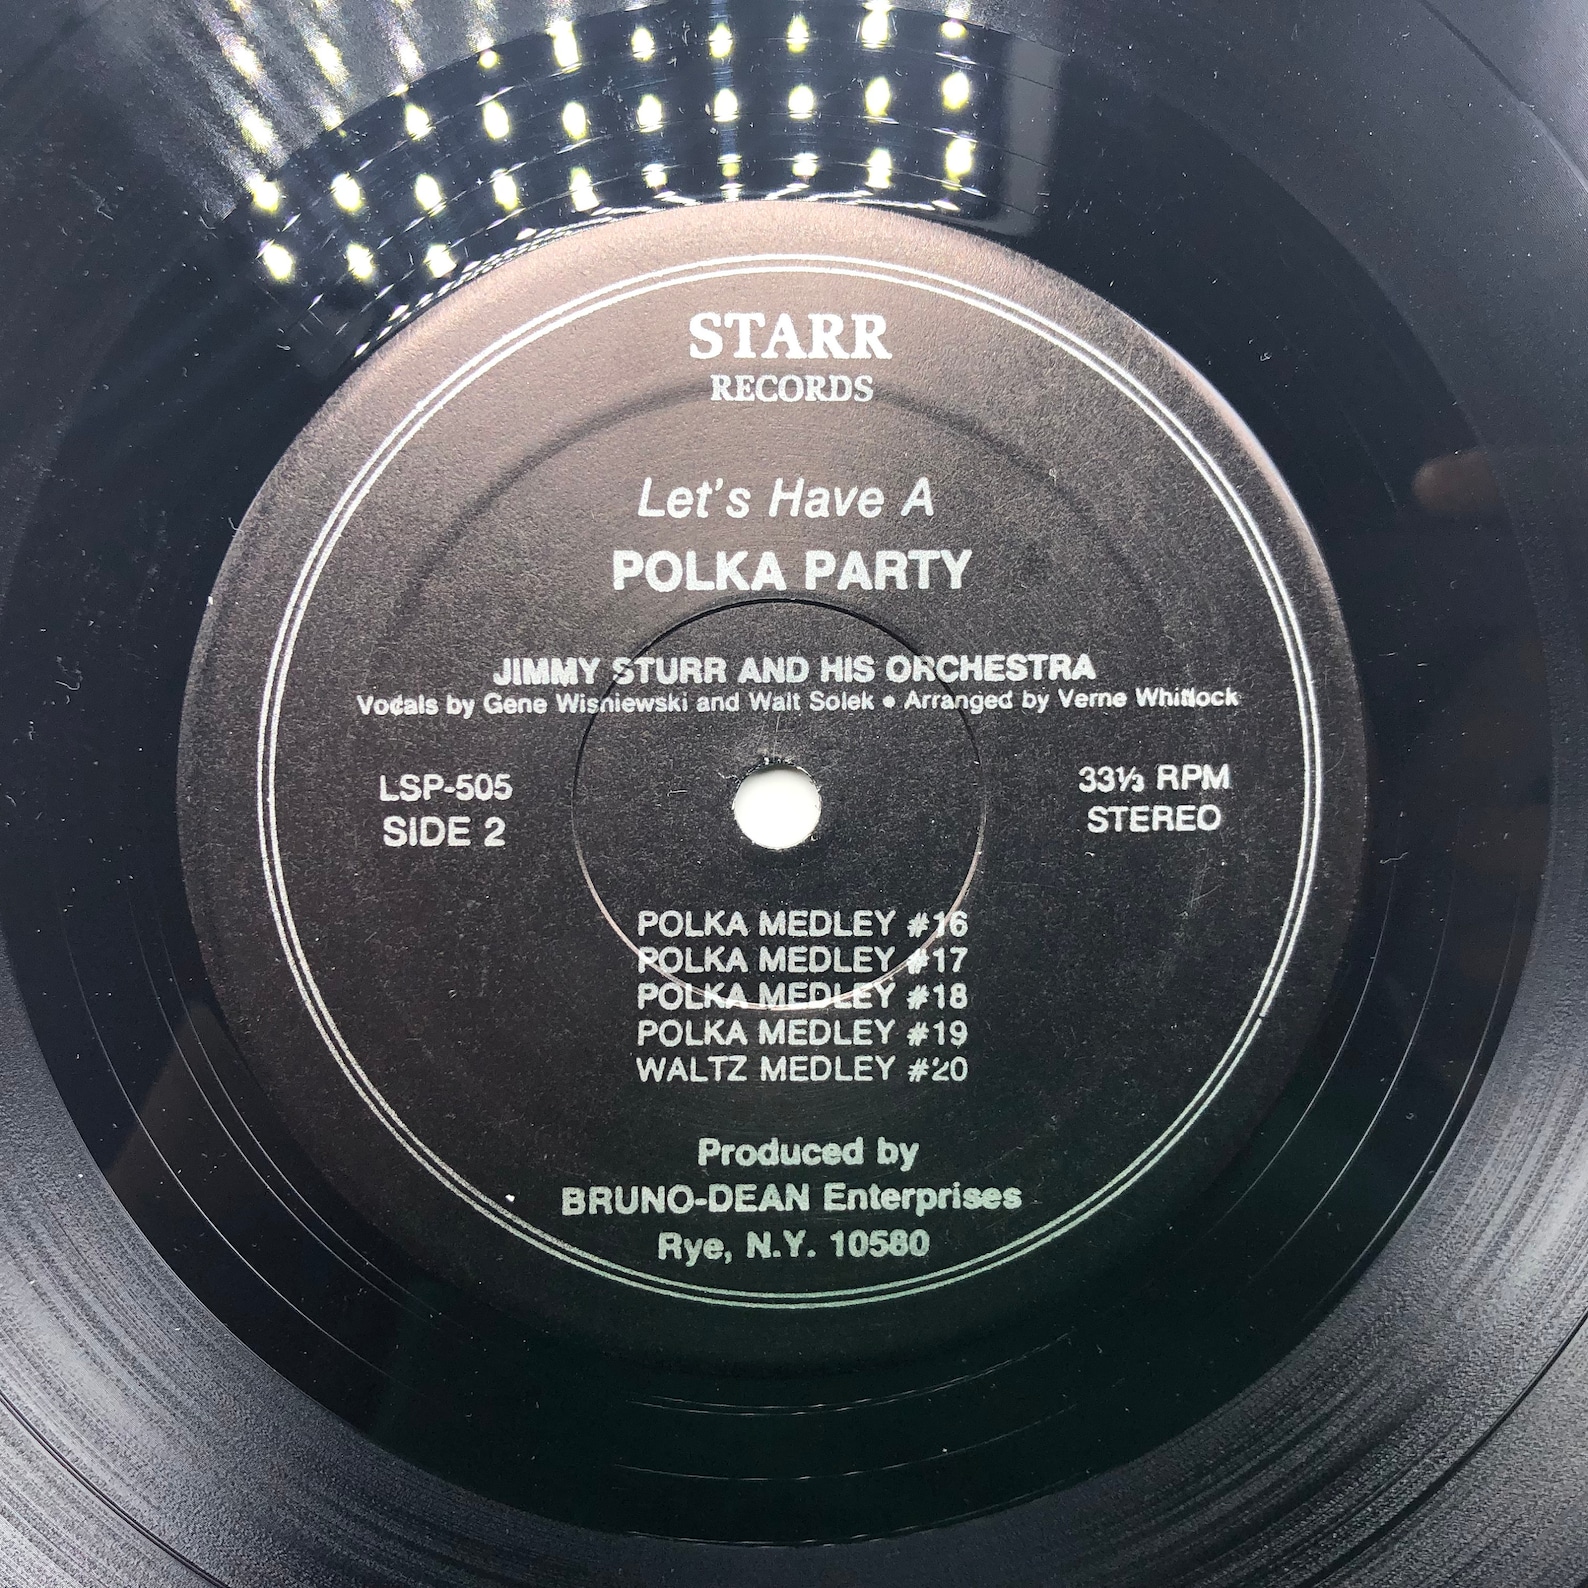 STARR
RECORDS
Let's Have A
POLKA PARTY
JIMMY STURR AND HIS ORCHESTRA
Vocals by Gene Wisniewski and Walt Solek • Arranged by Verne Whitlock
LSP-505
SIDE 2
33⅓ RPM
STEREO
POLKA MEDLEY #16
POLKA MEDLEY #17
POLKA MEDLEY #18
POLKA MEDLEY #19
WALTZ MEDLEY #20
Produced by
BRUNO-DEAN Enterprises
Rye, N.Y. 10580